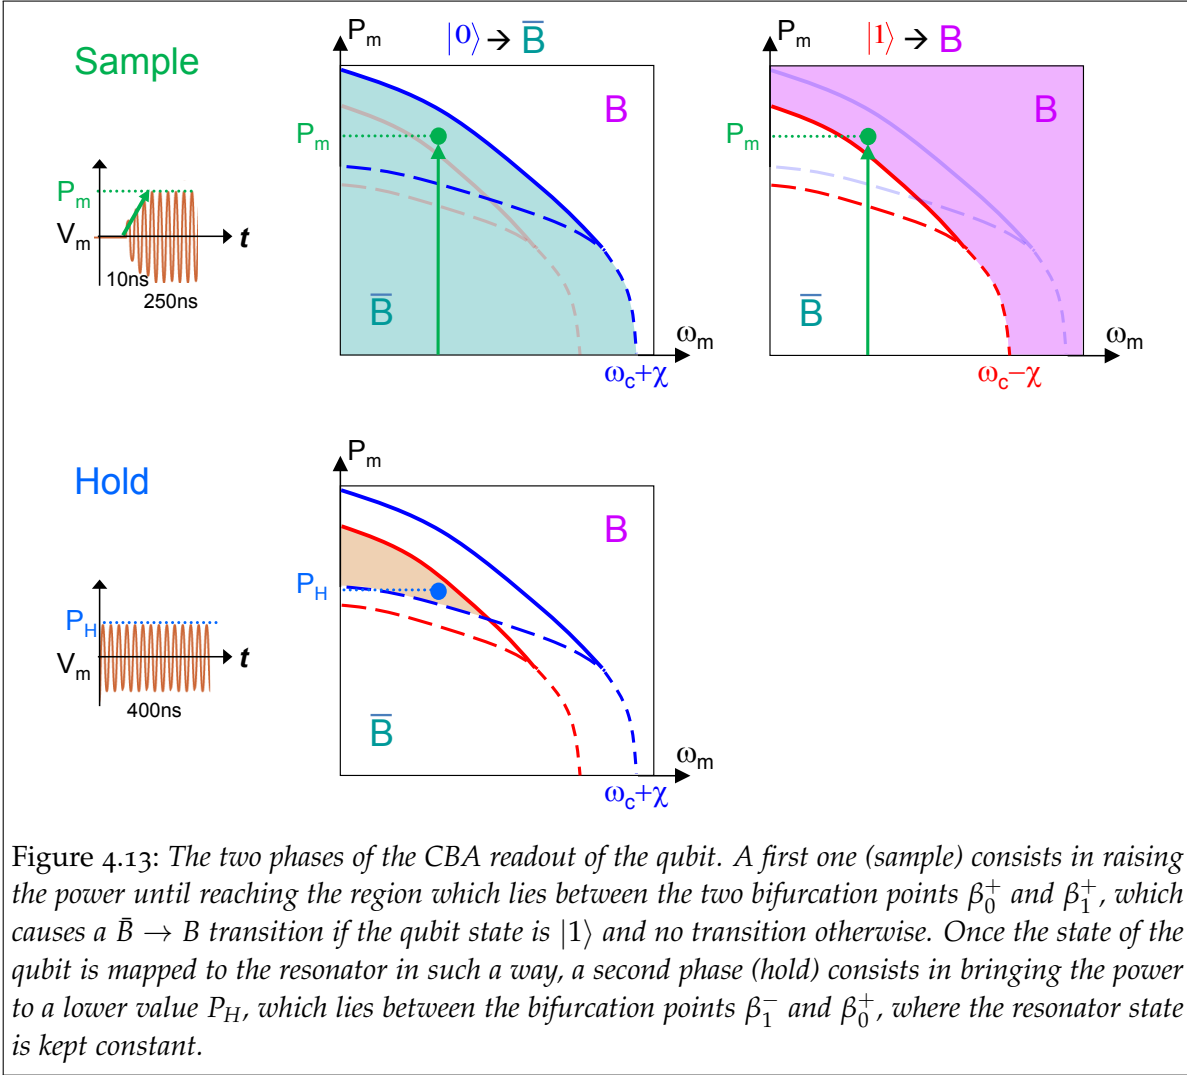 Sample
P_m
|0⟩ → B̅
B
P_m
B̅
ω_m
ω_c+χ
P_m
|1⟩ → B
B
P_m
B̅
ω_m
ω_c−χ
P_m
V_m
t
10ns
250ns
Hold
P_m
B
P_H
B̅
ω_m
ω_c+χ
P_H
V_m
t
400ns
Figure 4.13: The two phases of the CBA readout of the qubit. A first one (sample) consists in raising
the power until reaching the region which lies between the two bifurcation points β₀⁺ and β₁⁺, which
causes a B̄ → B transition if the qubit state is |1⟩ and no transition otherwise. Once the state of the
qubit is mapped to the resonator in such a way, a second phase (hold) consists in bringing the power
to a lower value P_H, which lies between the bifurcation points β₁⁻ and β₀⁺, where the resonator state
is kept constant.